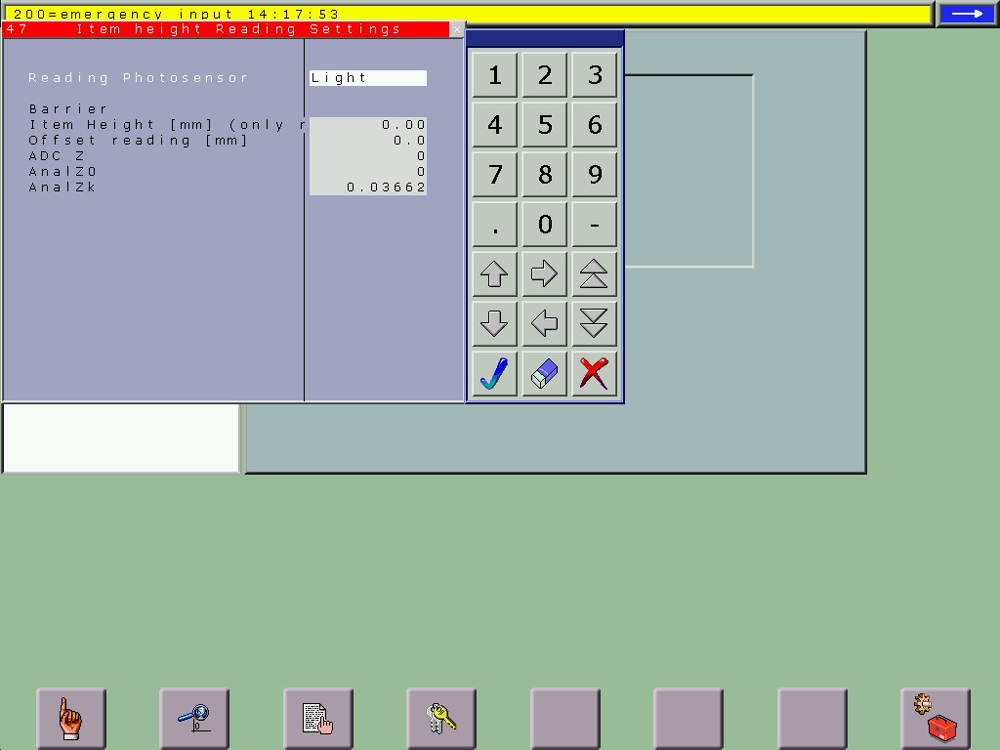 200=emergency input 14:17:53
47 Item height Reading Settings
Reading Photosensor Light
Barrier
Item Height [mm] (only r 0.00
Offset reading [mm] 0.0
ADC Z 0
AnalZ0 0
AnalZk 0.03662
1 2 3
4 5 6
7 8 9
. 0 -
0